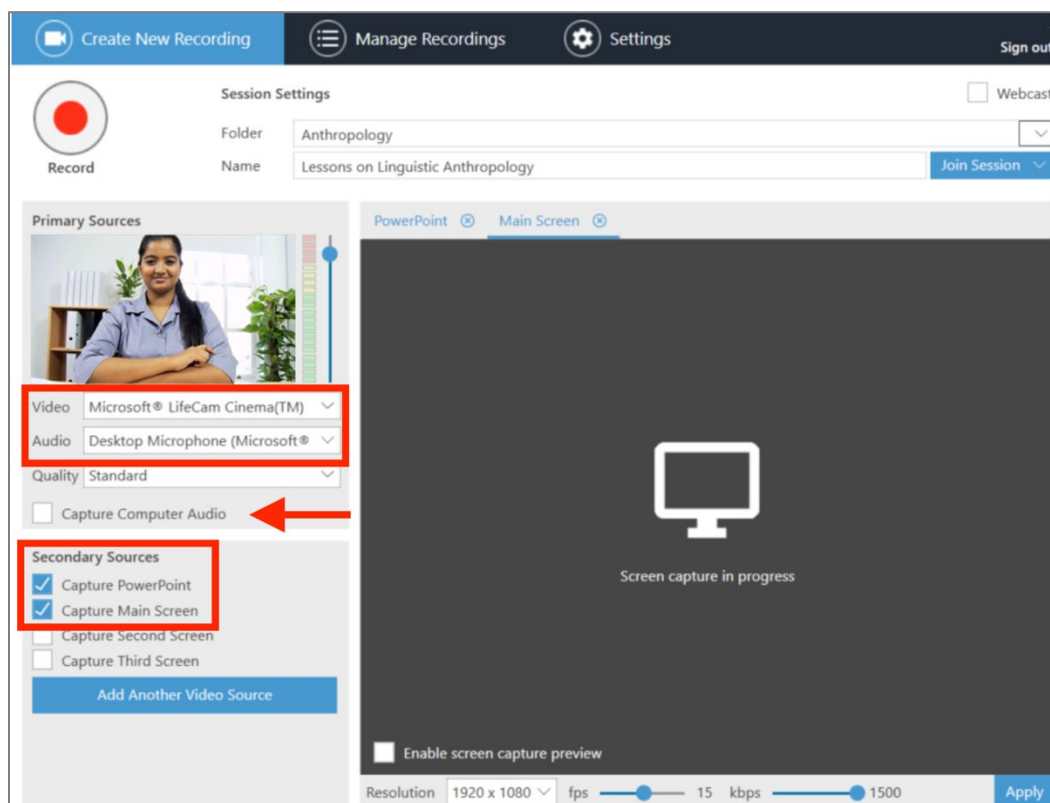 Create New Recording
Manage Recordings
Settings
Sign out
Record
Session Settings
Webcast
Folder
Anthropology
Name
Lessons on Linguistic Anthropology
Join Session
Primary Sources
PowerPoint
Main Screen
Video
Microsoft® LifeCam Cinema(TM)
Audio
Desktop Microphone (Microsoft®
Quality
Standard
Capture Computer Audio
Secondary Sources
Capture PowerPoint
Capture Main Screen
Capture Second Screen
Capture Third Screen
Add Another Video Source
Screen capture in progress
Enable screen capture preview
Resolution 1920 x 1080 fps 15 kbps 1500 Apply